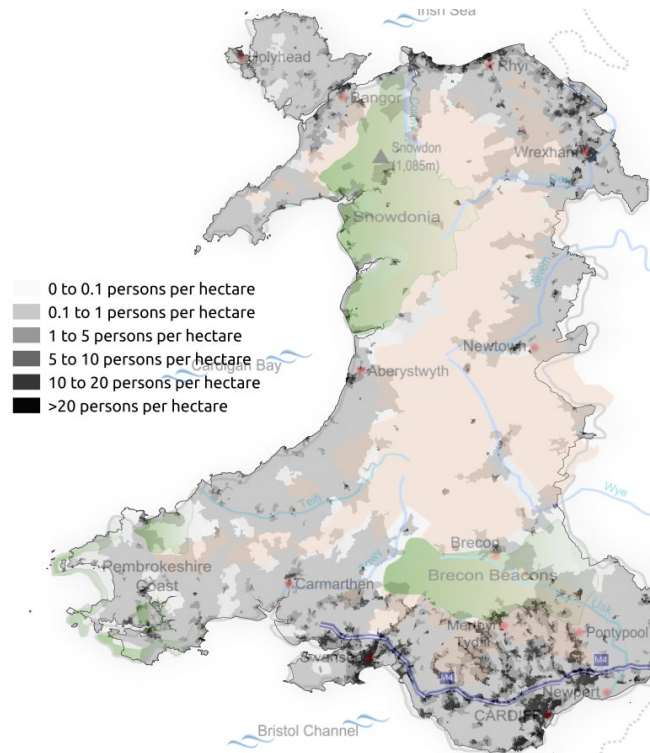 Irish Sea
Holyhead
Rhyl
Bangor
Conwy
Snowdon
(1,085m)
Wrexham
Dee
Snowdonia
Severn
0 to 0.1 persons per hectare
0.1 to 1 persons per hectare
1 to 5 persons per hectare
5 to 10 persons per hectare
10 to 20 persons per hectare
>20 persons per hectare
Newtown
Cardigan Bay
Aberystwyth
Teifi
Wye
Brecon
Pembrokeshire
Coast
Carmarthen
Brecon Beacons
Usk
Merthyr
Tydfil
Pontypool
Swansea
M4
M4
Newport
CARDIFF
Bristol Channel